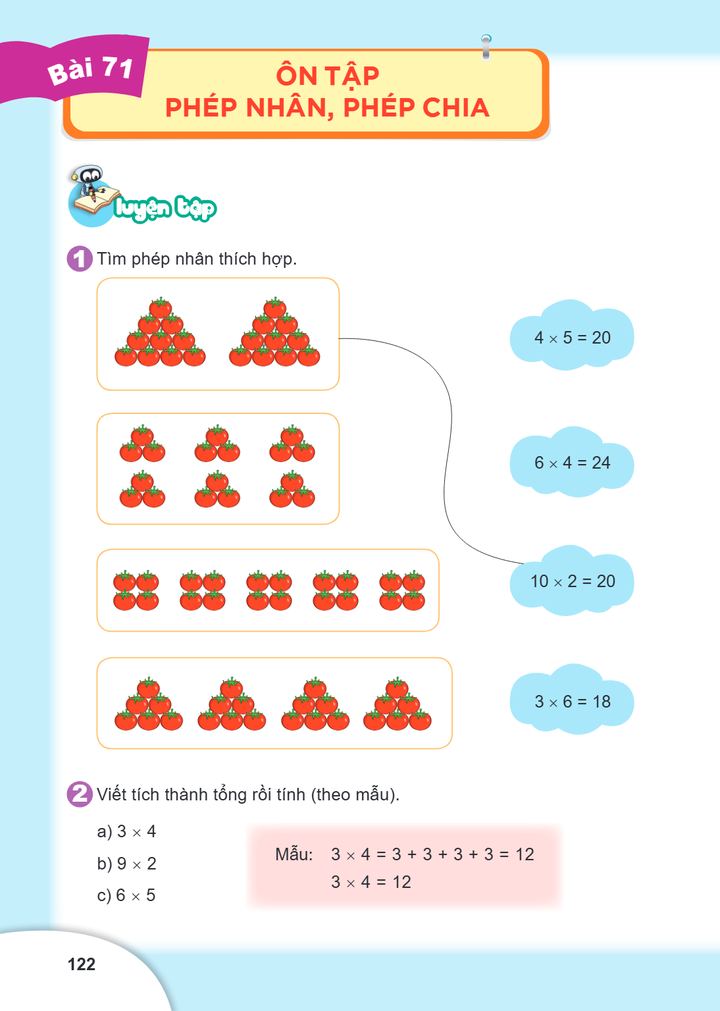 Bài 71
ÔN TẬP
PHÉP NHÂN, PHÉP CHIA
luyện tập
1 Tìm phép nhân thích hợp.
4 × 5 = 20
6 × 4 = 24
10 × 2 = 20
3 × 6 = 18
2 Viết tích thành tổng rồi tính (theo mẫu).
a) 3 × 4
b) 9 × 2
c) 6 × 5
Mẫu: 3 × 4 = 3 + 3 + 3 + 3 = 12
3 × 4 = 12
122